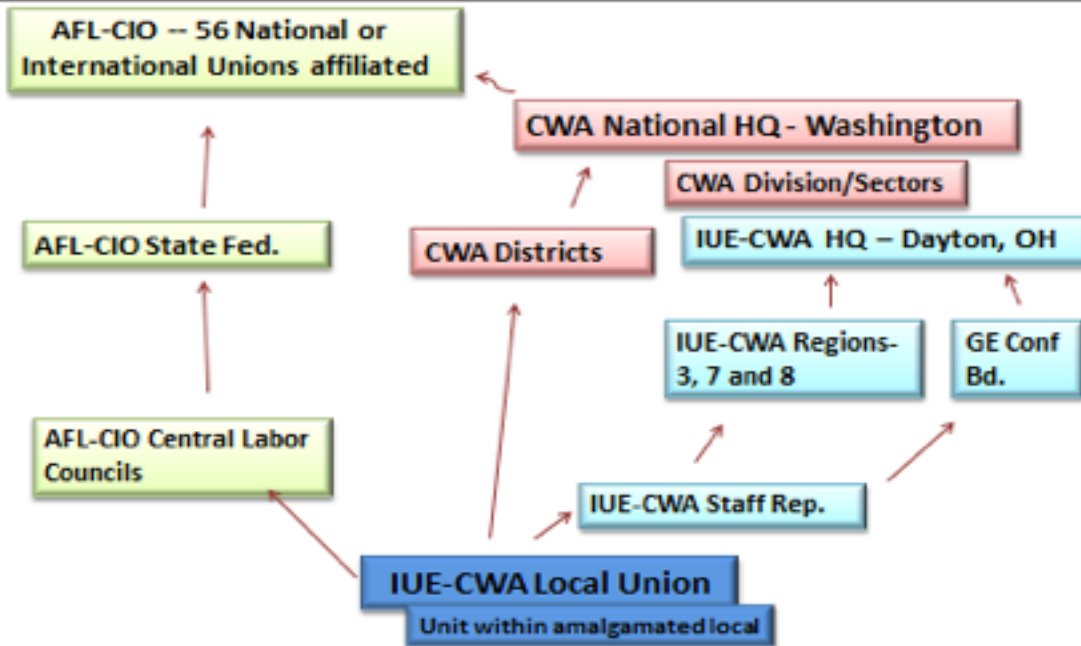 AFL-CIO -- 56 National or
International Unions affiliated
CWA National HQ - Washington
CWA Division/Sectors
AFL-CIO State Fed.
CWA Districts
IUE-CWA HQ – Dayton, OH
IUE-CWA Regions-
3, 7 and 8
GE Conf
Bd.
AFL-CIO Central Labor
Councils
IUE-CWA Staff Rep.
IUE-CWA Local Union
Unit within amalgamated local